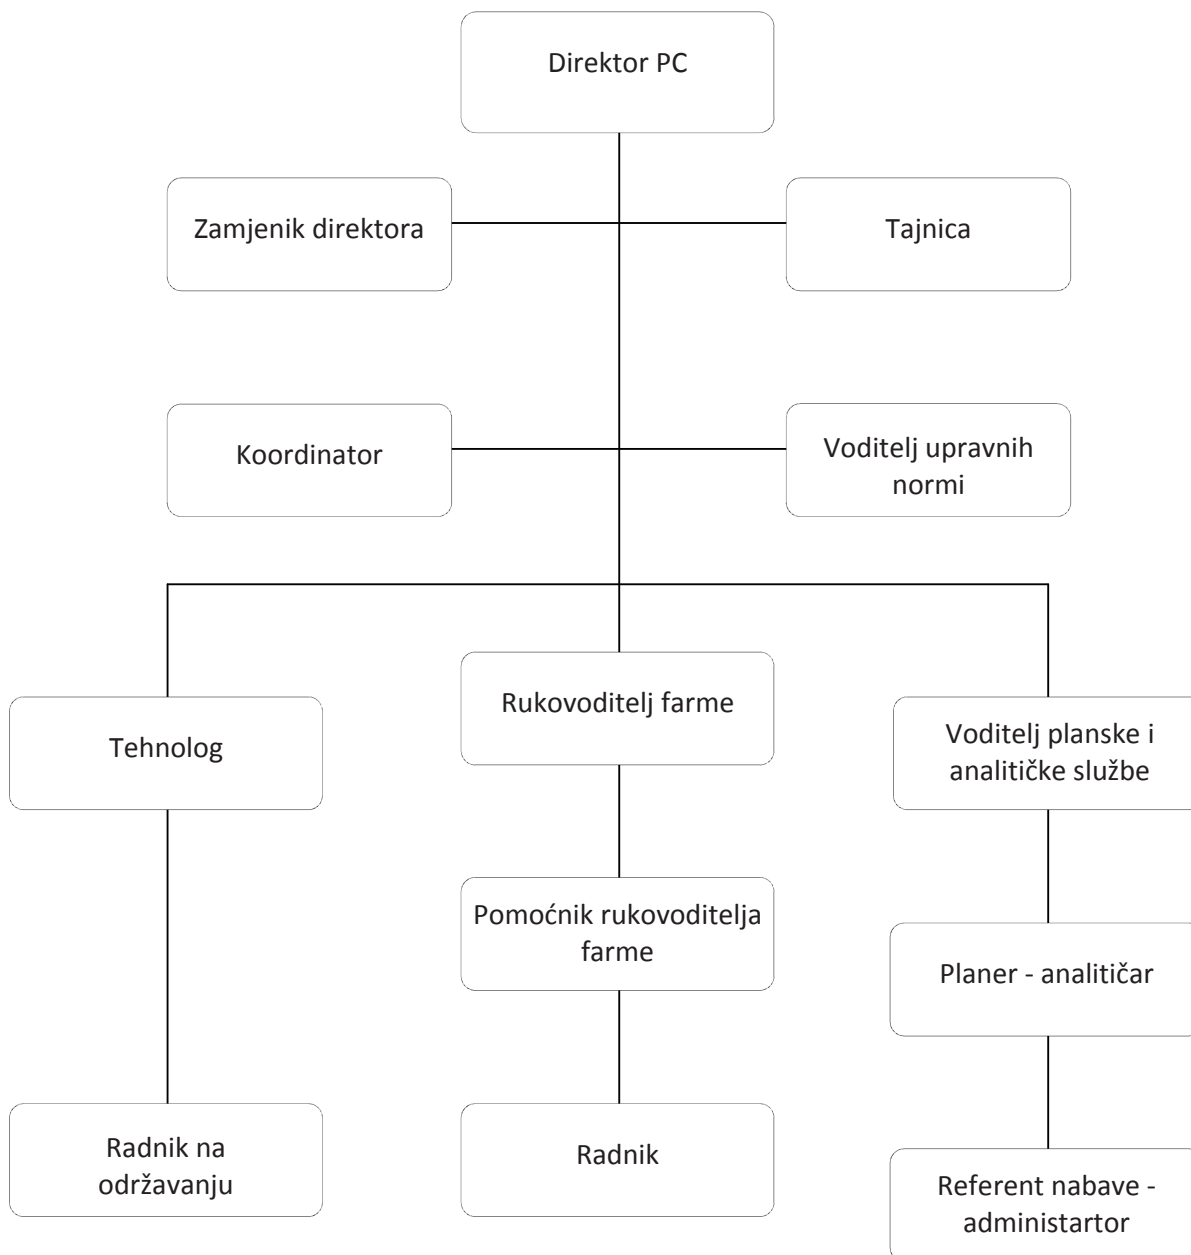 Direktor PC
Zamjenik direktora
Tajnica
Koordinator
Voditelj upravnih
normi
Tehnolog
Rukovoditelj farme
Voditelj planske i
analitičke službe
Pomoćnik rukovoditelja
farme
Planer - analitičar
Radnik na
održavanju
Radnik
Referent nabave -
administartor